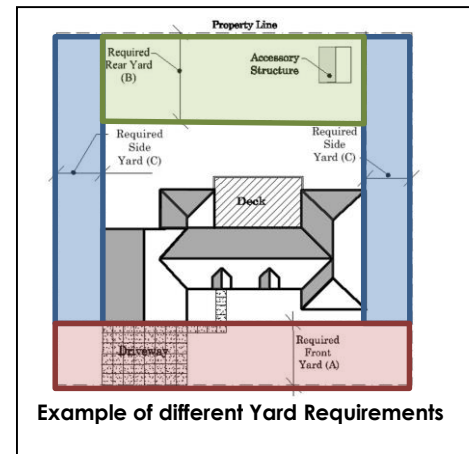 Property Line
Required
Rear Yard
(B)
Accessory
Structure
Required
Side
Yard (C)
Required
Side
Yard (C)
Deck
Driveway
Required
Front
Yard (A)
Example of different Yard Requirements